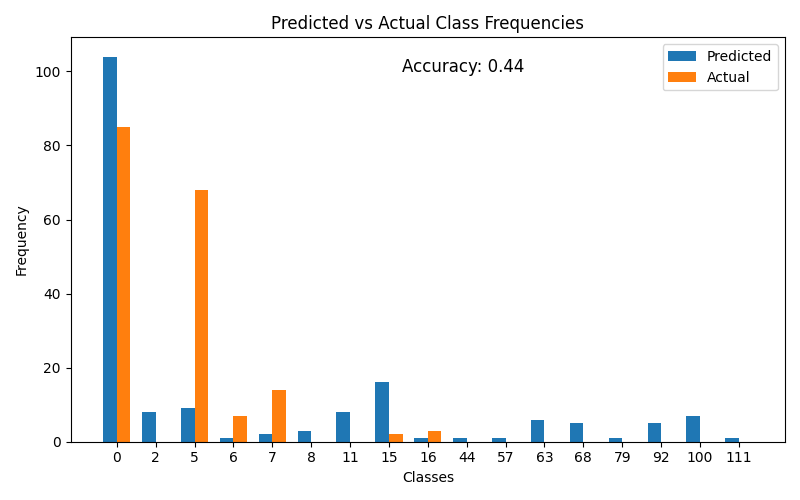 Predicted vs Actual Class Frequencies
Accuracy: 0.44
Predicted
Actual
Frequency
100
80
60
40
20
0
0 2 5 6 7 8 11 15 16 44 57 63 68 79 92 100 111
Classes